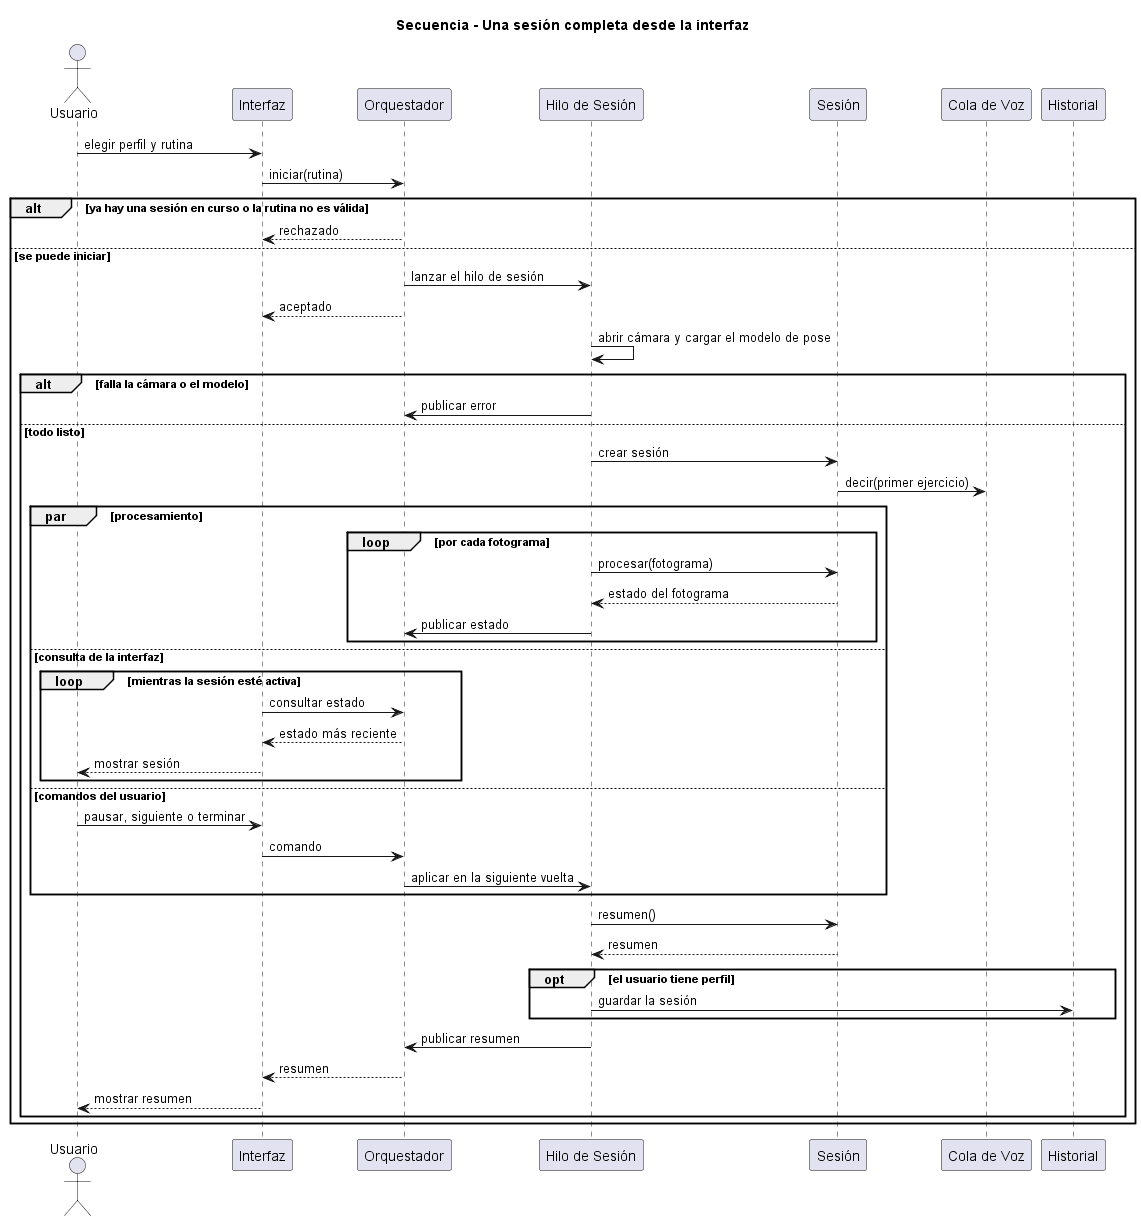 Secuencia - Una sesión completa desde la interfaz
Usuario
Interfaz
Orquestador
Hilo de Sesión
Sesión
Cola de Voz
Historial
elegir perfil y rutina
iniciar(rutina)
alt [ya hay una sesión en curso o la rutina no es válida]
rechazado
[se puede iniciar]
lanzar el hilo de sesión
aceptado
abrir cámara y cargar el modelo de pose
alt [falla la cámara o el modelo]
publicar error
[todo listo]
crear sesión
decir(primer ejercicio)
par [procesamiento]
loop [por cada fotograma]
procesar(fotograma)
estado del fotograma
publicar estado
[consulta de la interfaz]
loop [mientras la sesión esté activa]
consultar estado
estado más reciente
mostrar sesión
[comandos del usuario]
pausar, siguiente o terminar
comando
aplicar en la siguiente vuelta
resumen()
resumen
opt [el usuario tiene perfil]
guardar la sesión
publicar resumen
resumen
mostrar resumen
Usuario
Interfaz
Orquestador
Hilo de Sesión
Sesión
Cola de Voz
Historial